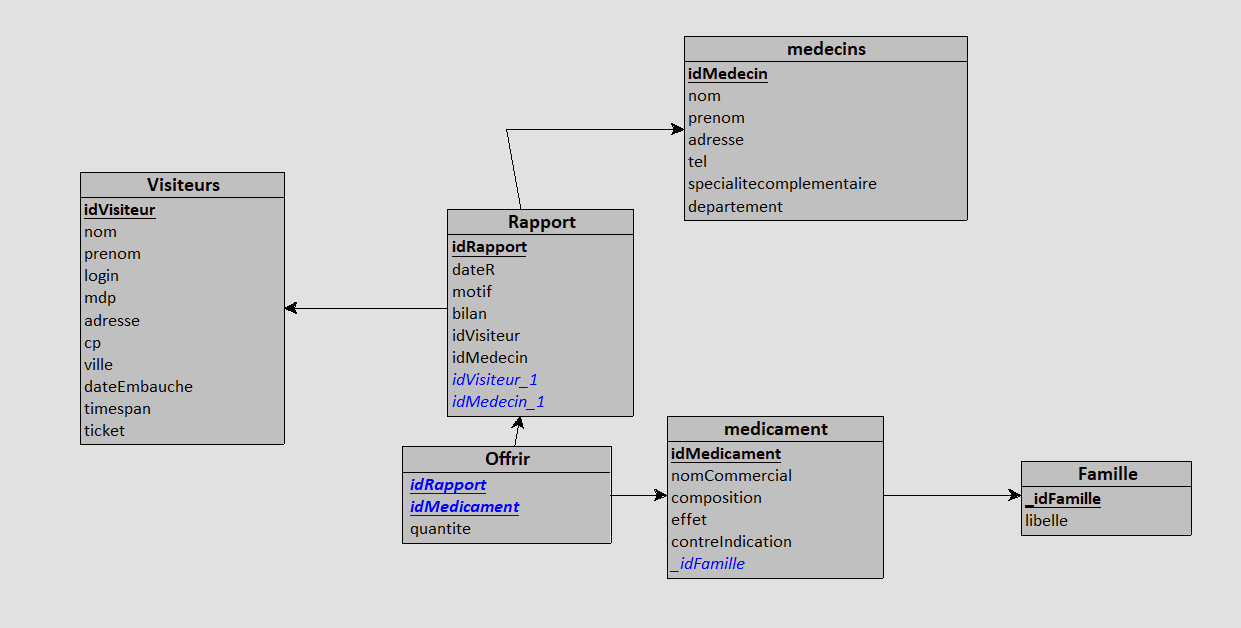 medecins
idMedecin
nom
prenom
adresse
tel
specialitecomplementaire
departement
Visiteurs
idVisiteur
nom
prenom
login
mdp
adresse
cp
ville
dateEmbauche
timespan
ticket
Rapport
idRapport
dateR
motif
bilan
idVisiteur
idMedecin
idVisiteur_1
idMedecin_1
Offrir
idRapport
idMedicament
quantite
medicament
idMedicament
nomCommercial
composition
effet
contreIndication
_idFamille
Famille
_idFamille
libelle